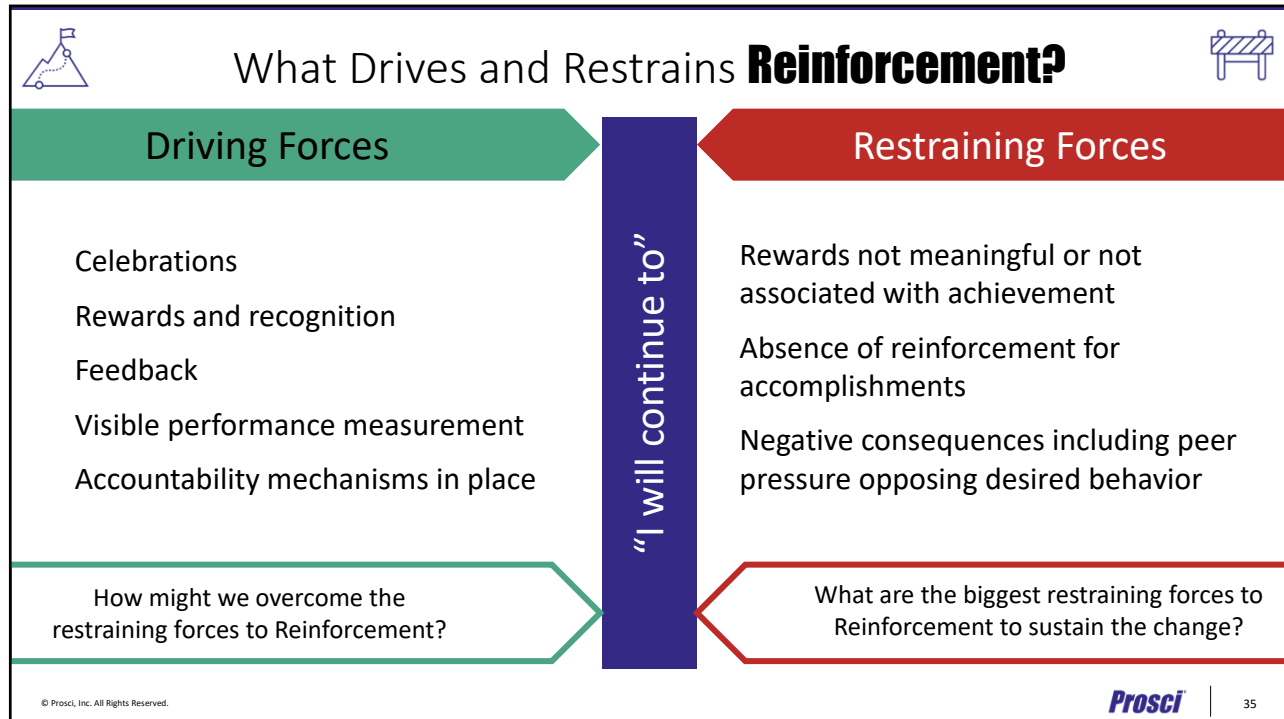 What Drives and Restrains Reinforcement?
Driving Forces
Celebrations
Rewards and recognition
Feedback
Visible performance measurement
Accountability mechanisms in place
How might we overcome the
restraining forces to Reinforcement?
“I will continue to”
Restraining Forces
Rewards not meaningful or not
associated with achievement
Absence of reinforcement for
accomplishments
Negative consequences including peer
pressure opposing desired behavior
What are the biggest restraining forces to
Reinforcement to sustain the change?
© Prosci, Inc. All Rights Reserved.
Prosci
35